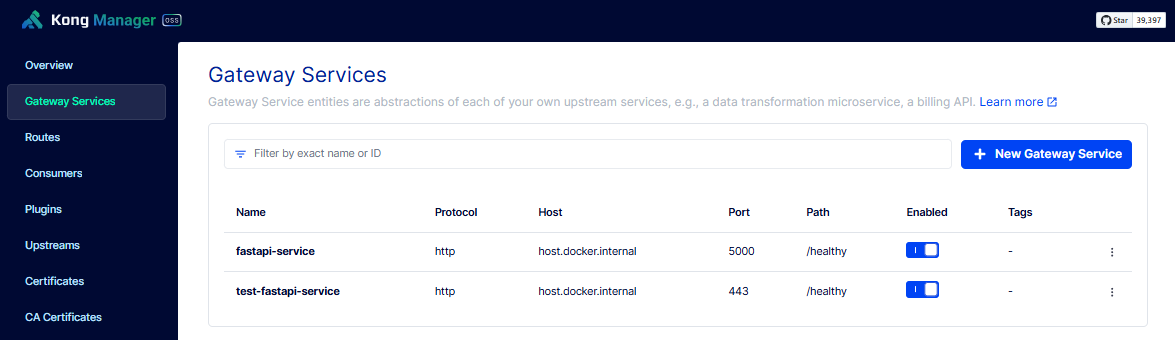 Kong Manager OSS
Star 39,397
Overview
Gateway Services
Routes
Consumers
Plugins
Upstreams
Certificates
CA Certificates
Gateway Services
Gateway Service entities are abstractions of each of your own upstream services, e.g., a data transformation microservice, a billing API. Learn more
Filter by exact name or ID
+ New Gateway Service
Name Protocol Host Port Path Enabled Tags
fastapi-service http host.docker.internal 5000 /healthy -
test-fastapi-service http host.docker.internal 443 /healthy -